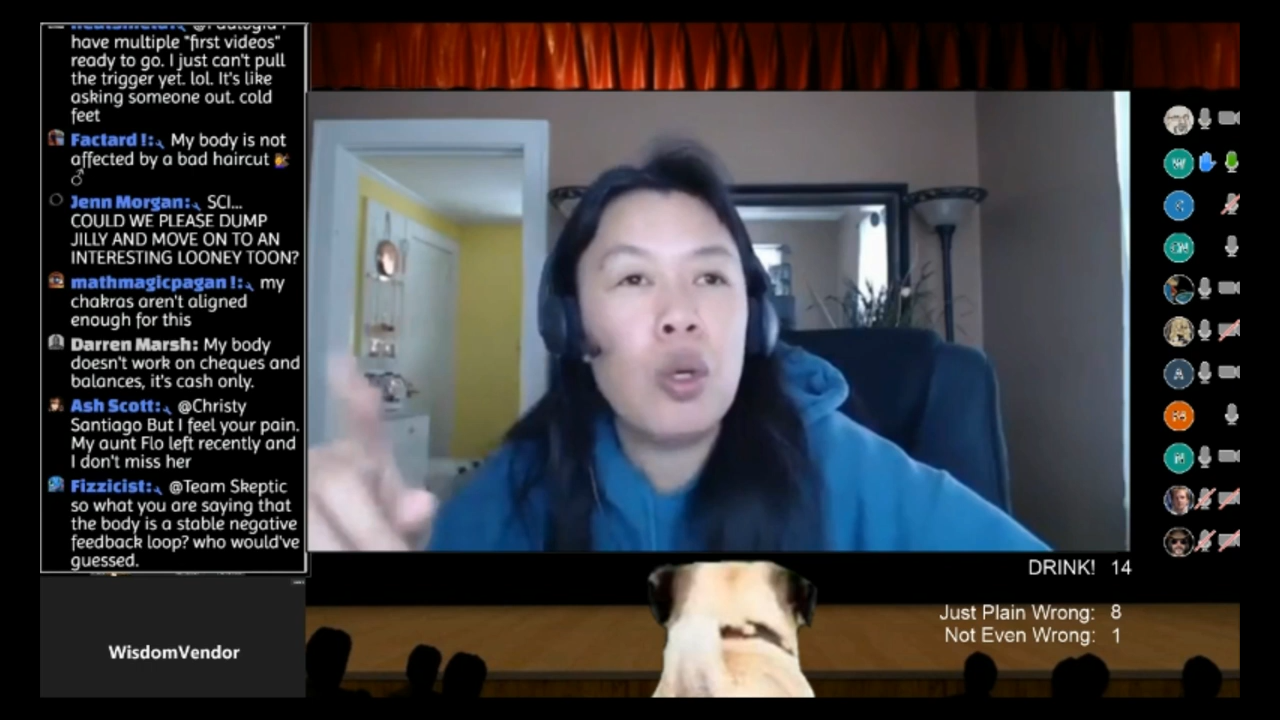 have multiple "first videos"
ready to go. I just can't pull
the trigger yet. lol. It's like
asking someone out. cold
feet
Factard !: My body is not
affected by a bad haircut
Jenn Morgan: SCI...
COULD WE PLEASE DUMP
JILLY AND MOVE ON TO AN
INTERESTING LOONEY TOON?
mathmagicpagan !: my
chakras aren't aligned
enough for this
Darren Marsh: My body
doesn't work on cheques and
balances, it's cash only.
Ash Scott: @Christy
Santiago But I feel your pain.
My aunt Flo left recently and
I don't miss her
Fizzicist: @Team Skeptic
so what you are saying that
the body is a stable negative
feedback loop? who would've
guessed.
WisdomVendor
DRINK! 14
Just Plain Wrong: 8
Not Even Wrong: 1